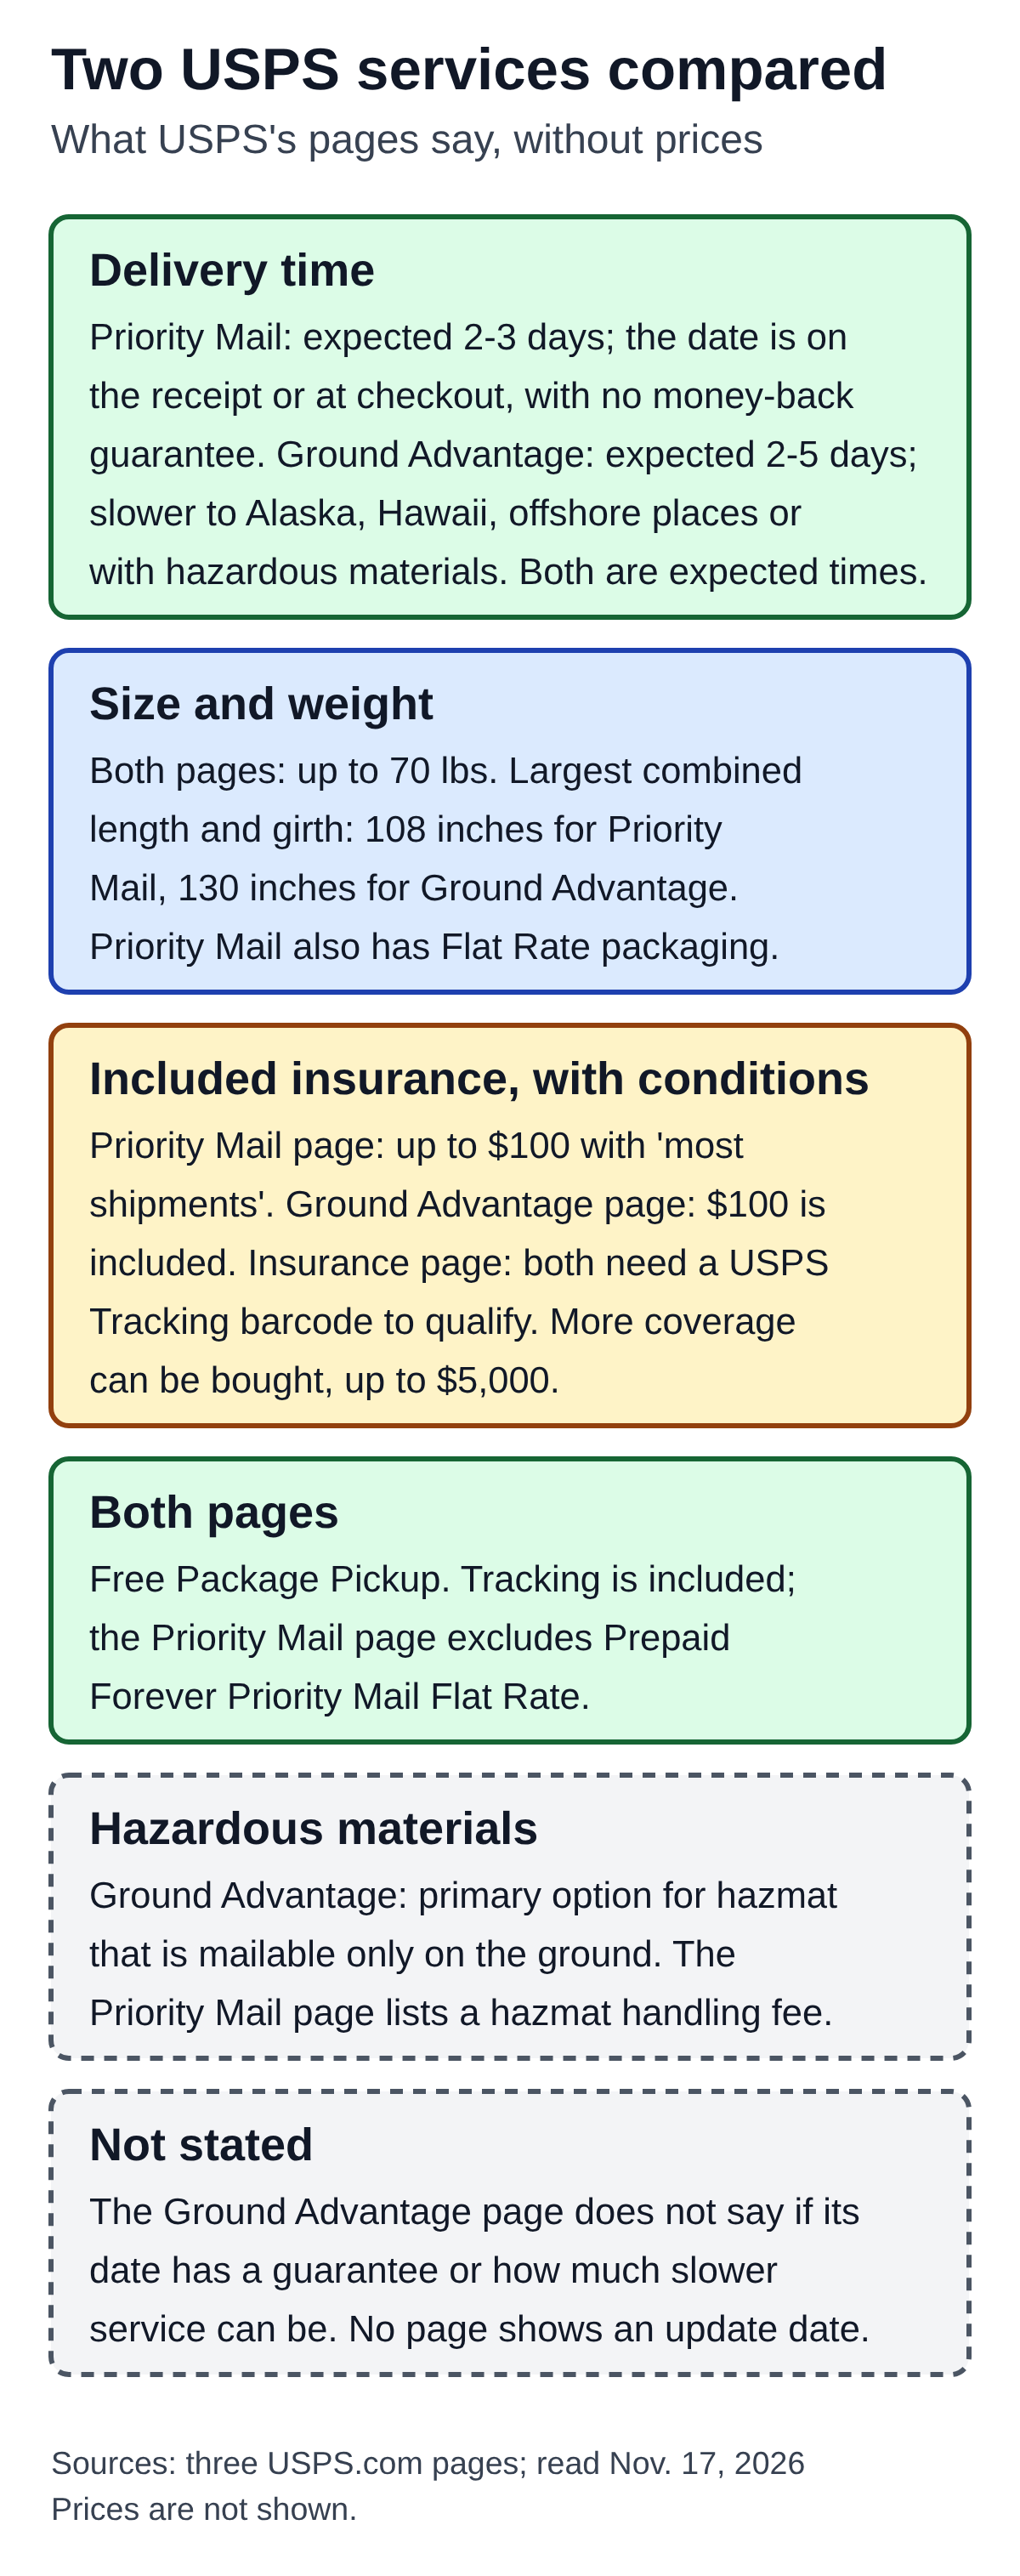 Two USPS services compared
What USPS's pages say, without prices
Delivery time
Priority Mail: expected 2-3 days; the date is on
the receipt or at checkout, with no money-back
guarantee. Ground Advantage: expected 2-5 days;
slower to Alaska, Hawaii, offshore places or
with hazardous materials. Both are expected times.
Size and weight
Both pages: up to 70 lbs. Largest combined
length and girth: 108 inches for Priority
Mail, 130 inches for Ground Advantage.
Priority Mail also has Flat Rate packaging.
Included insurance, with conditions
Priority Mail page: up to $100 with 'most
shipments'. Ground Advantage page: $100 is
included. Insurance page: both need a USPS
Tracking barcode to qualify. More coverage
can be bought, up to $5,000.
Both pages
Free Package Pickup. Tracking is included;
the Priority Mail page excludes Prepaid
Forever Priority Mail Flat Rate.
Hazardous materials
Ground Advantage: primary option for hazmat
that is mailable only on the ground. The
Priority Mail page lists a hazmat handling fee.
Not stated
The Ground Advantage page does not say if its
date has a guarantee or how much slower
service can be. No page shows an update date.
Sources: three USPS.com pages; read Nov. 17, 2026
Prices are not shown.